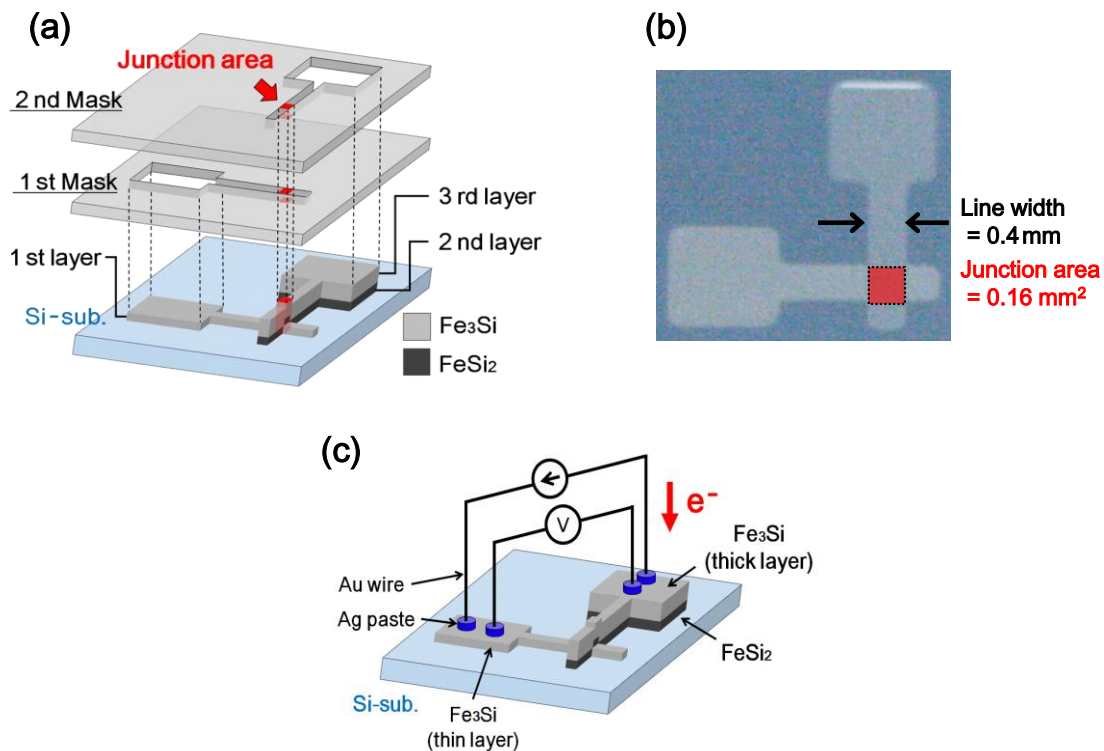 (a)
Junction area
2 nd Mask
1 st Mask
3 rd layer
2 nd layer
1 st layer
Si-sub.
Fe₃Si
FeSi₂
(b)
Line width
= 0.4 mm
Junction area
= 0.16 mm²
(c)
e⁻
V
Fe₃Si
(thick layer)
Au wire
Ag paste
FeSi₂
Si-sub.
Fe₃Si
(thin layer)